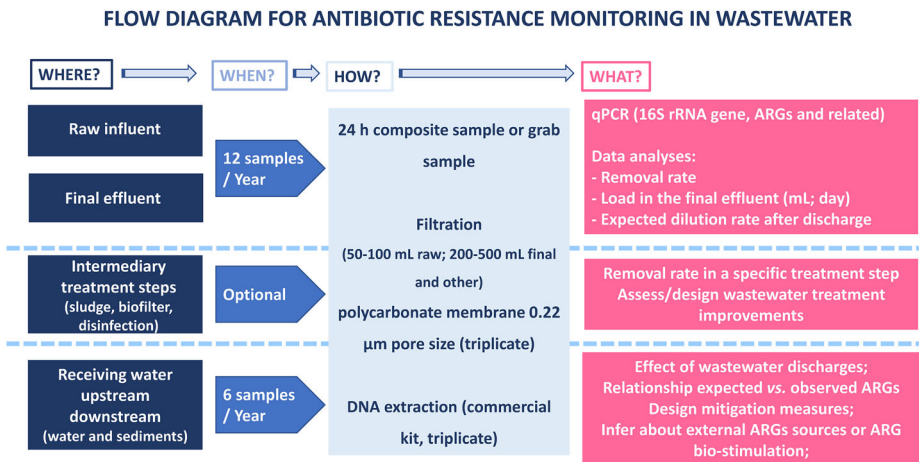 FLOW DIAGRAM FOR ANTIBIOTIC RESISTANCE MONITORING IN WASTEWATER
WHERE?
WHEN?
HOW?
WHAT?
Raw influent
Final effluent
12 samples
/ Year
24 h composite sample or grab
sample
Filtration
(50-100 mL raw; 200-500 mL final
and other)
polycarbonate membrane 0.22
µm pore size (triplicate)
DNA extraction (commercial
kit, triplicate)
qPCR (16S rRNA gene, ARGs and related)
Data analyses:
- Removal rate
- Load in the final effluent (mL; day)
- Expected dilution rate after discharge
Intermediary
treatment steps
(sludge, biofilter,
disinfection)
Optional
Removal rate in a specific treatment step
Assess/design wastewater treatment
improvements
Receiving water
upstream
downstream
(water and sediments)
6 samples
/ Year
Effect of wastewater discharges;
Relationship expected vs. observed ARGs
Design mitigation measures;
Infer about external ARGs sources or ARG
bio-stimulation;